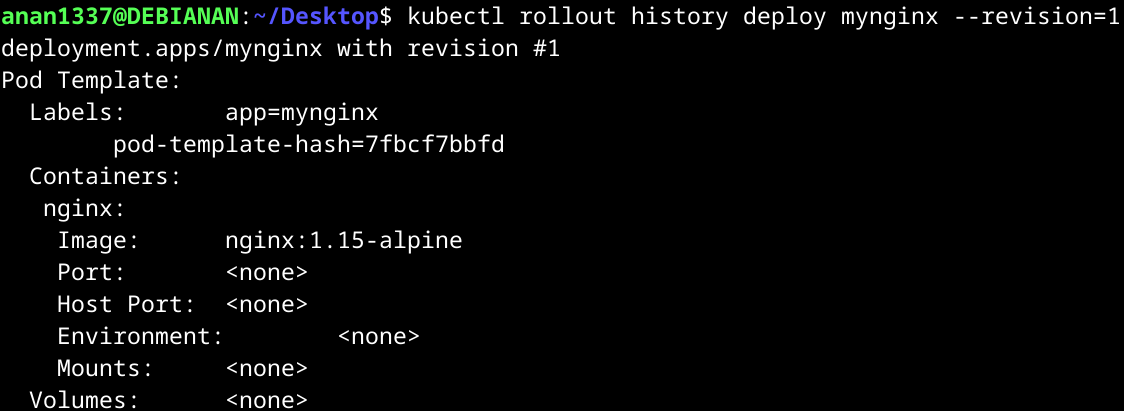 anan1337@DEBIANAN:~/Desktop$ kubectl rollout history deploy mynginx --revision=1
deployment.apps/mynginx with revision #1
Pod Template:
  Labels:       app=mynginx
        pod-template-hash=7fbcf7bbfd
  Containers:
   nginx:
    Image:      nginx:1.15-alpine
    Port:       <none>
    Host Port:  <none>
    Environment:        <none>
    Mounts:     <none>
  Volumes:      <none>